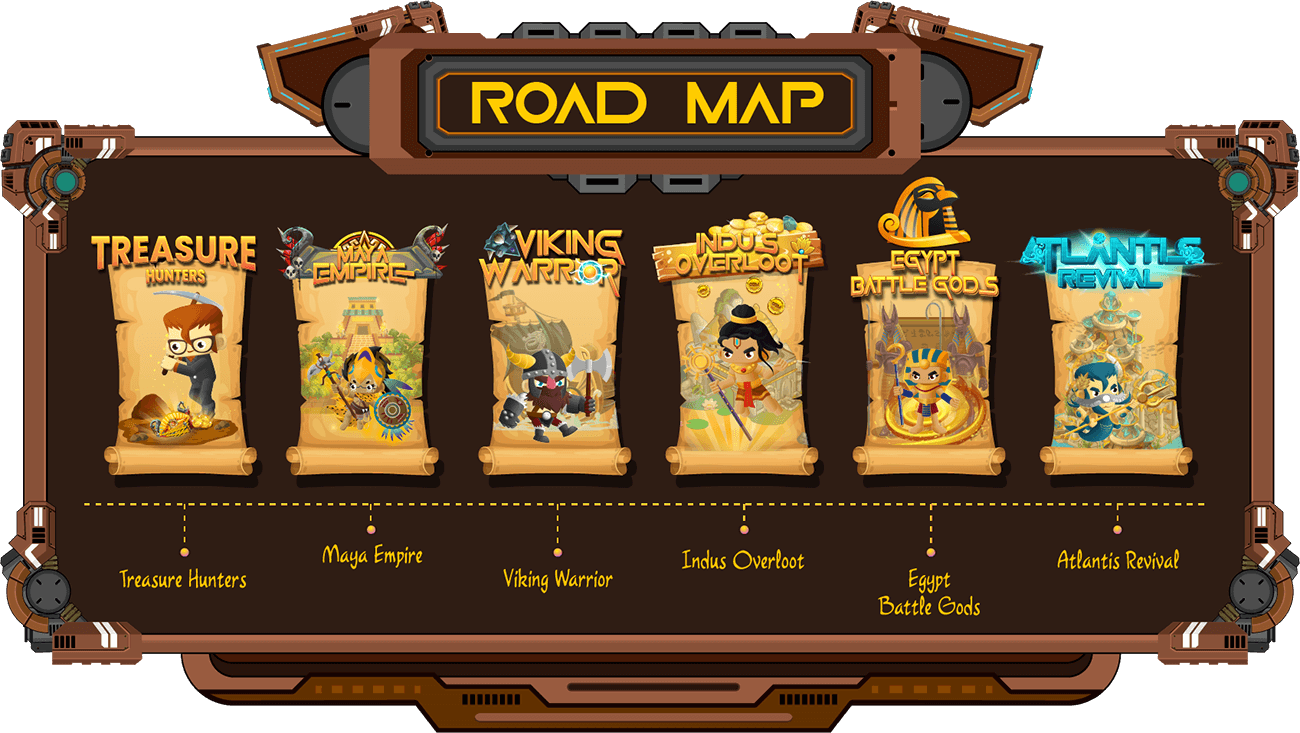 ROAD MAP
TREASURE
HUNTERS
MAYA
EMPIRE
VIKING
WARRIOR
INDU'S
OVERLOOT
EGYPT
BATTLE GODS
ATLANTIS
REVIVAL
Treasure Hunters
Maya Empire
Viking Warrior
Indus Overloot
Egypt
Battle Gods
Atlantis Revival